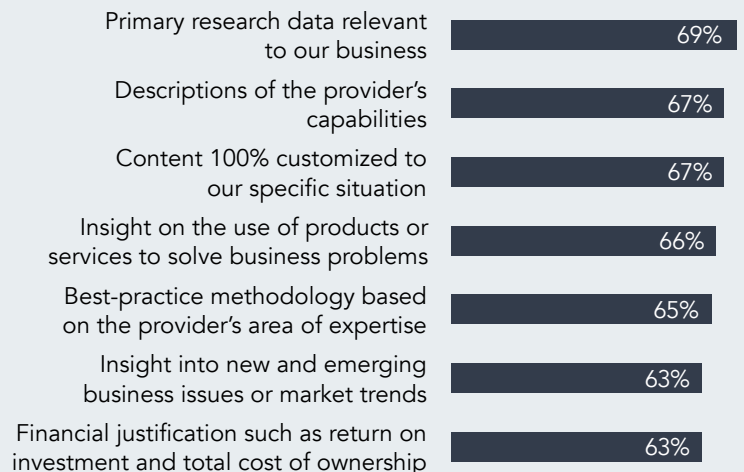 Primary research data relevant
to our business
69%
Descriptions of the provider’s
capabilities
67%
Content 100% customized to
our specific situation
67%
Insight on the use of products or
services to solve business problems
66%
Best-practice methodology based
on the provider’s area of expertise
65%
Insight into new and emerging
business issues or market trends
63%
Financial justification such as return on
investment and total cost of ownership
63%